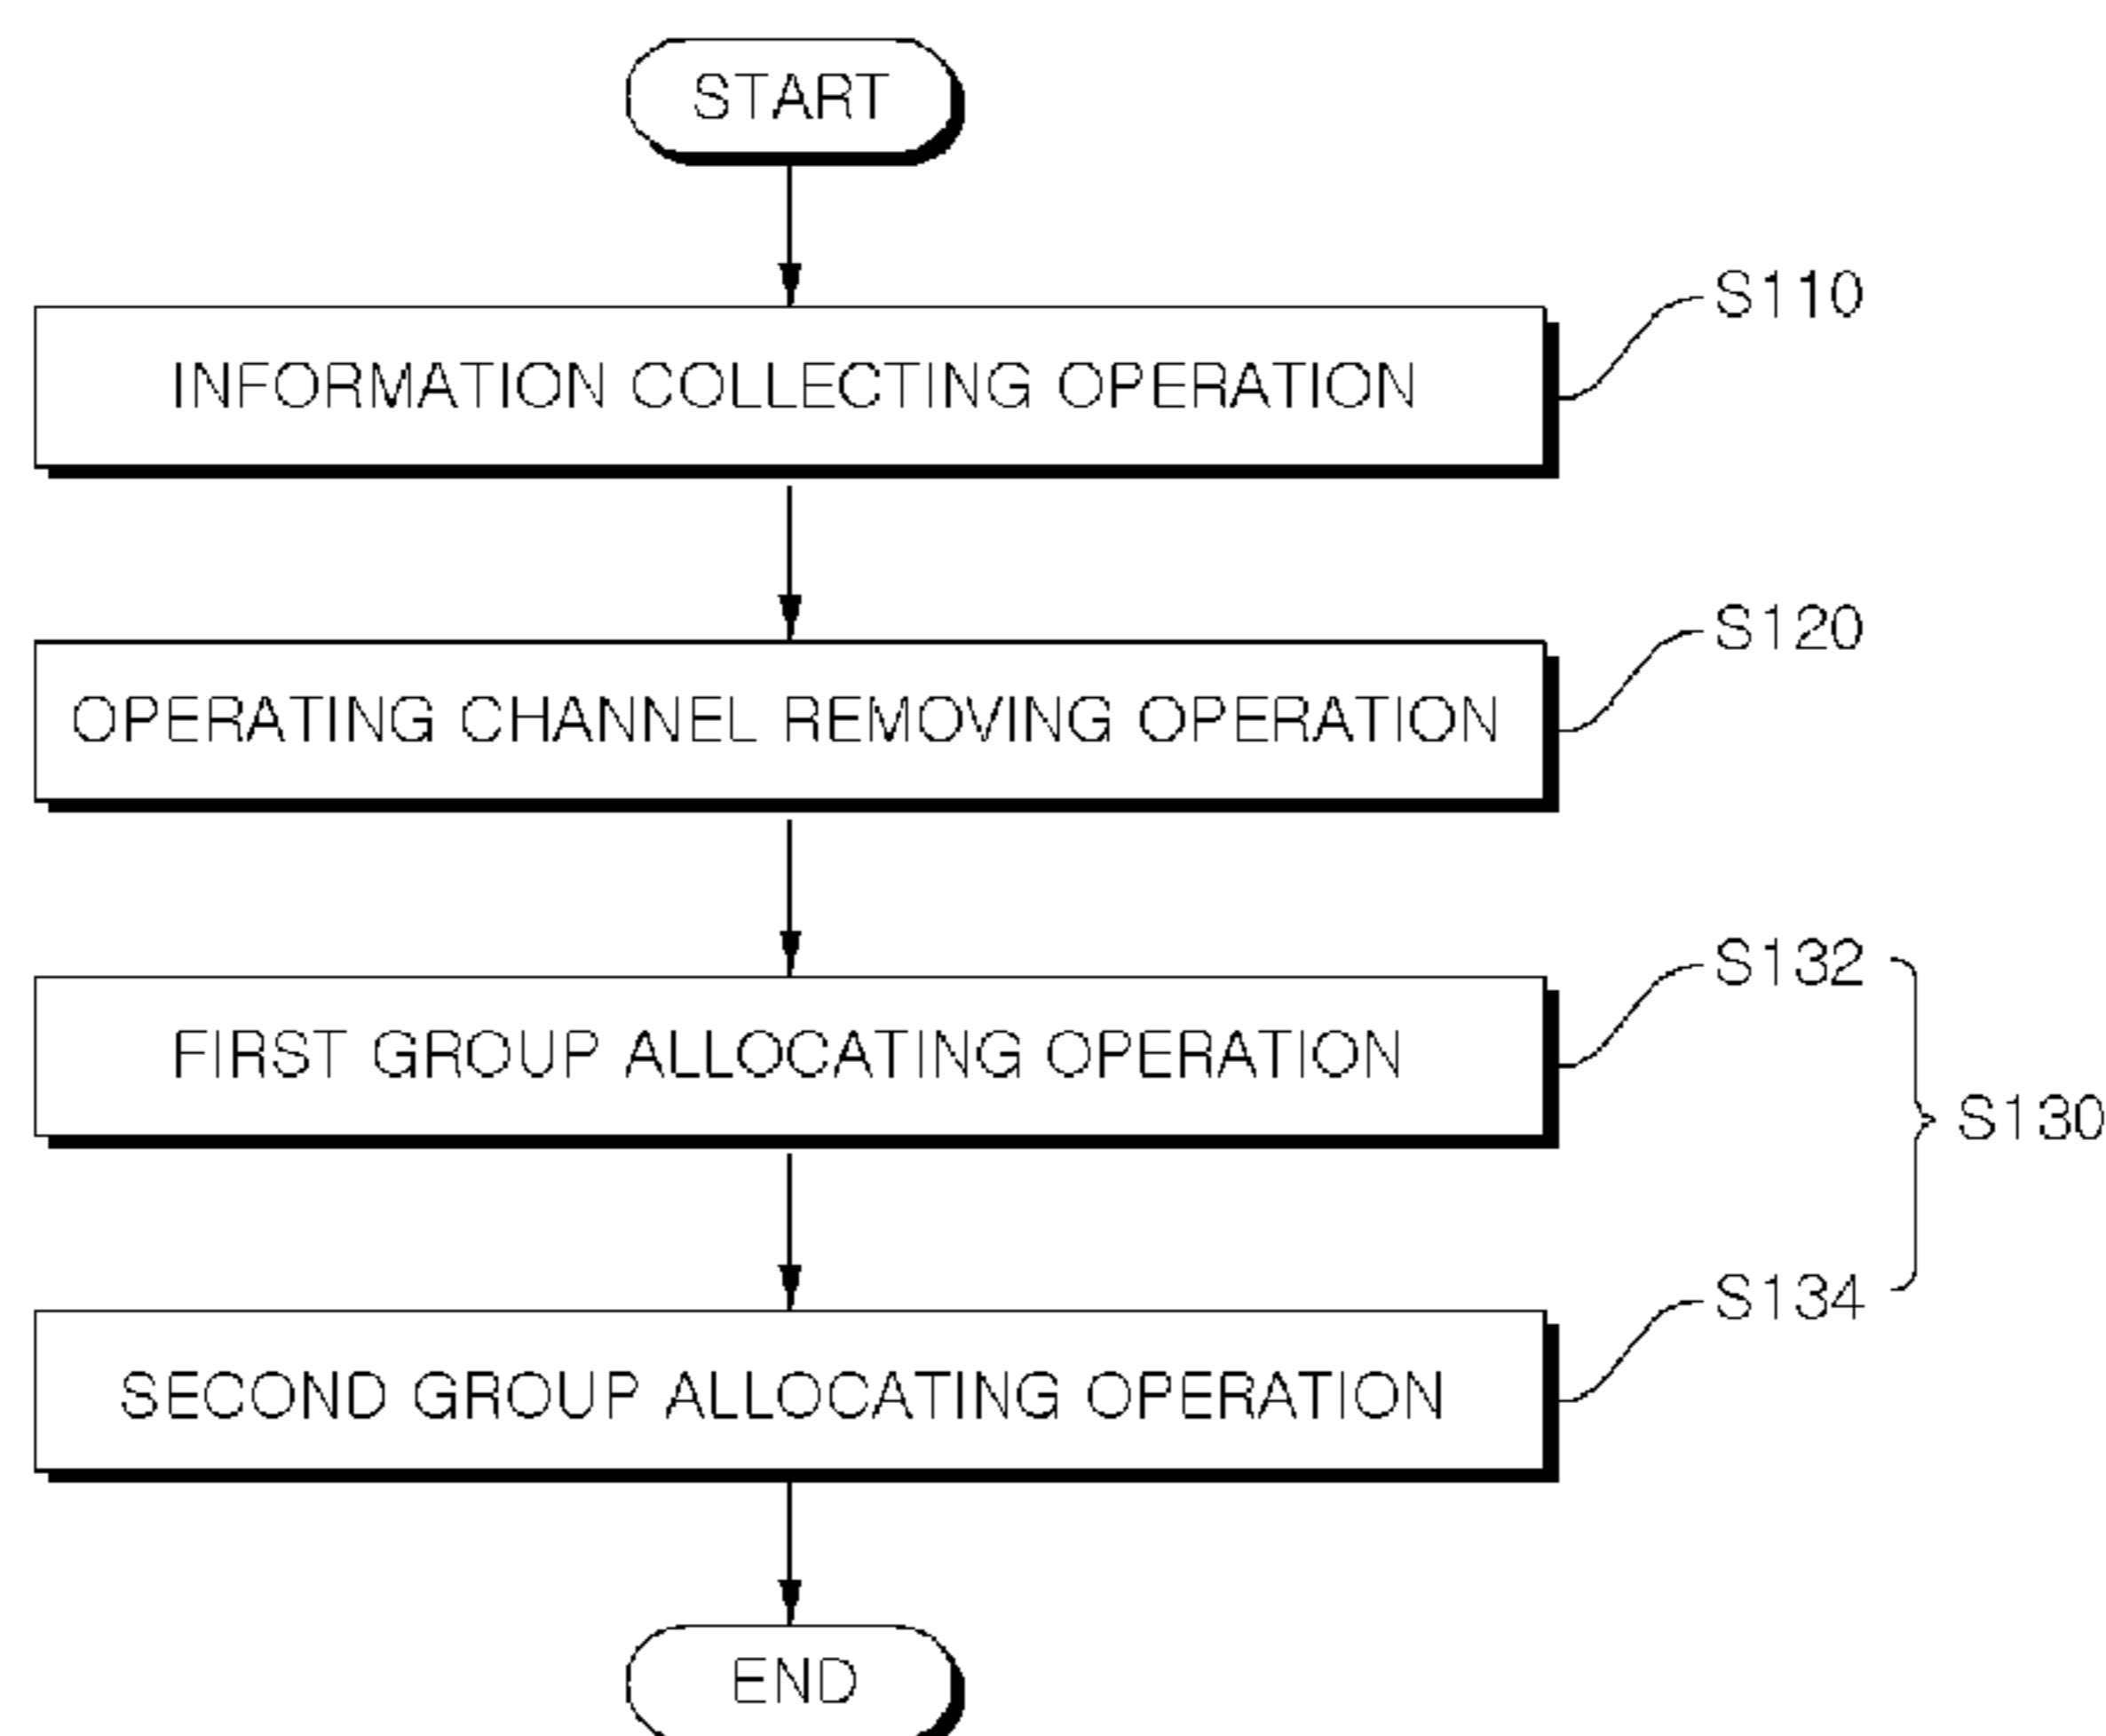 START
S110
INFORMATION COLLECTING OPERATION
S120
OPERATING CHANNEL REMOVING OPERATION
S132
FIRST GROUP ALLOCATING OPERATION
S130
S134
SECOND GROUP ALLOCATING OPERATION
END